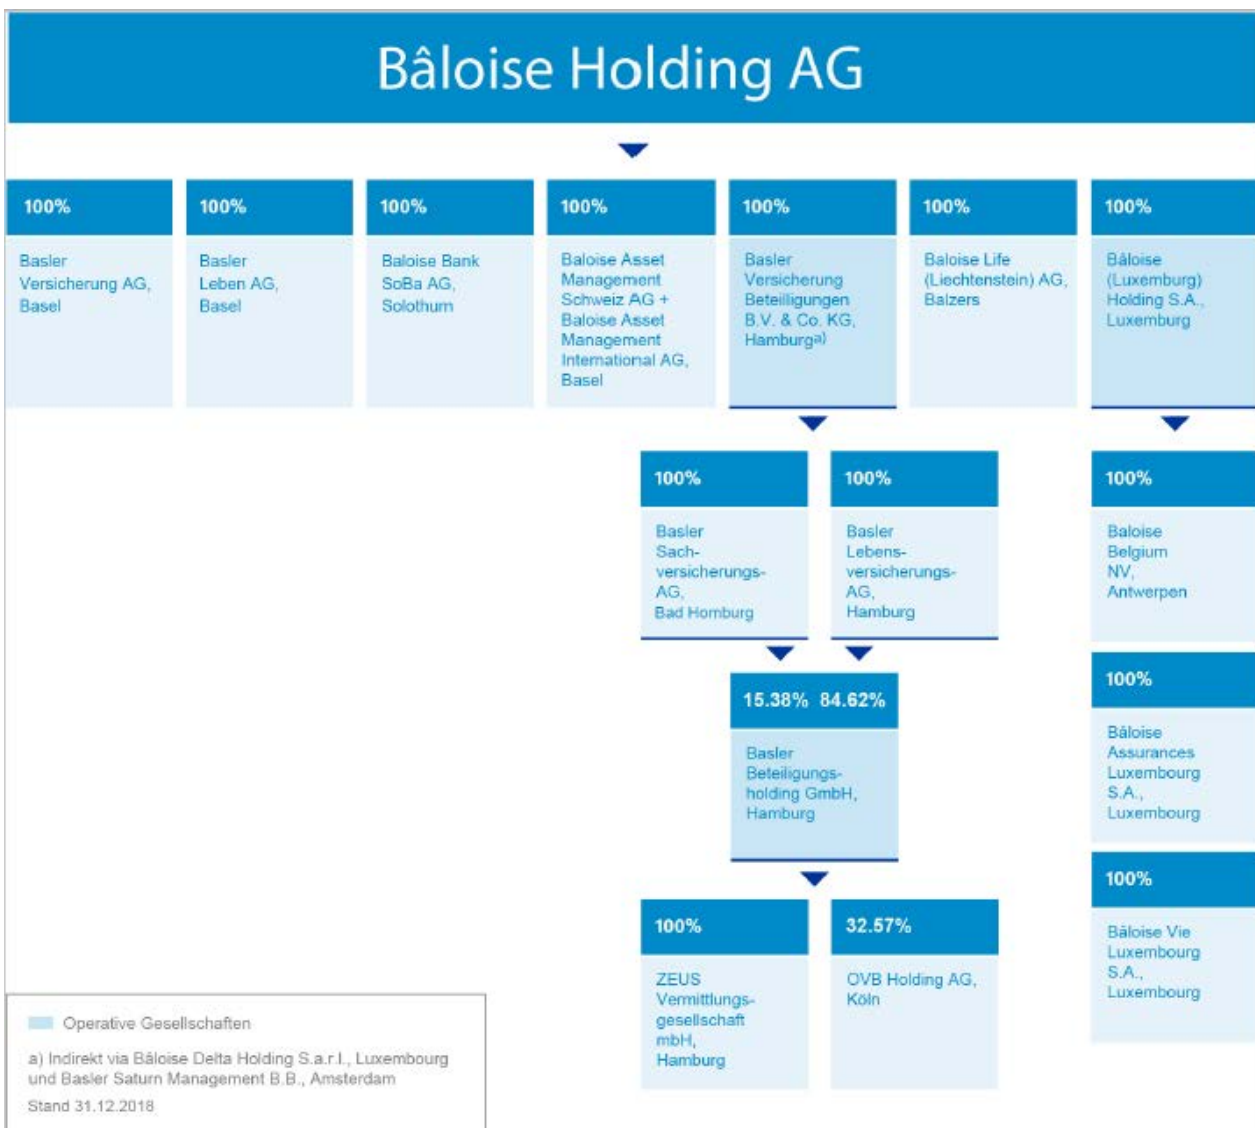 Bâloise Holding AG
100%
Basler
Versicherung AG,
Basel
100%
Basler
Leben AG,
Basel
100%
Baloise Bank
SoBa AG,
Solothurn
100%
Baloise Asset
Management
Schweiz AG +
Baloise Asset
Management
International AG,
Basel
100%
Basler
Versicherung
Beteiligungen
B.V. & Co. KG,
Hamburga)
100%
Baloise Life
(Liechtenstein) AG,
Balzers
100%
Bâloise
(Luxemburg)
Holding S.A.,
Luxemburg
100%
Basler
Sach-
versicherungs-
AG,
Bad Homburg
100%
Basler
Lebens-
versicherungs-
AG,
Hamburg
100%
Baloise
Belgium
NV,
Antwerpen
15.38% 84.62%
Basler
Beteiligungs-
holding GmbH,
Hamburg
100%
Bâloise
Assurances
Luxembourg
S.A.,
Luxembourg
100%
ZEUS
Vermittlungs-
gesellschaft
mbH,
Hamburg
32.57%
OVB Holding AG,
Köln
100%
Bâloise Vie
Luxembourg
S.A.,
Luxembourg
Operative Gesellschaften
a) Indirekt via Bâloise Delta Holding S.a.r.l., Luxembourg
und Basler Saturn Management B.B., Amsterdam
Stand 31.12.2018